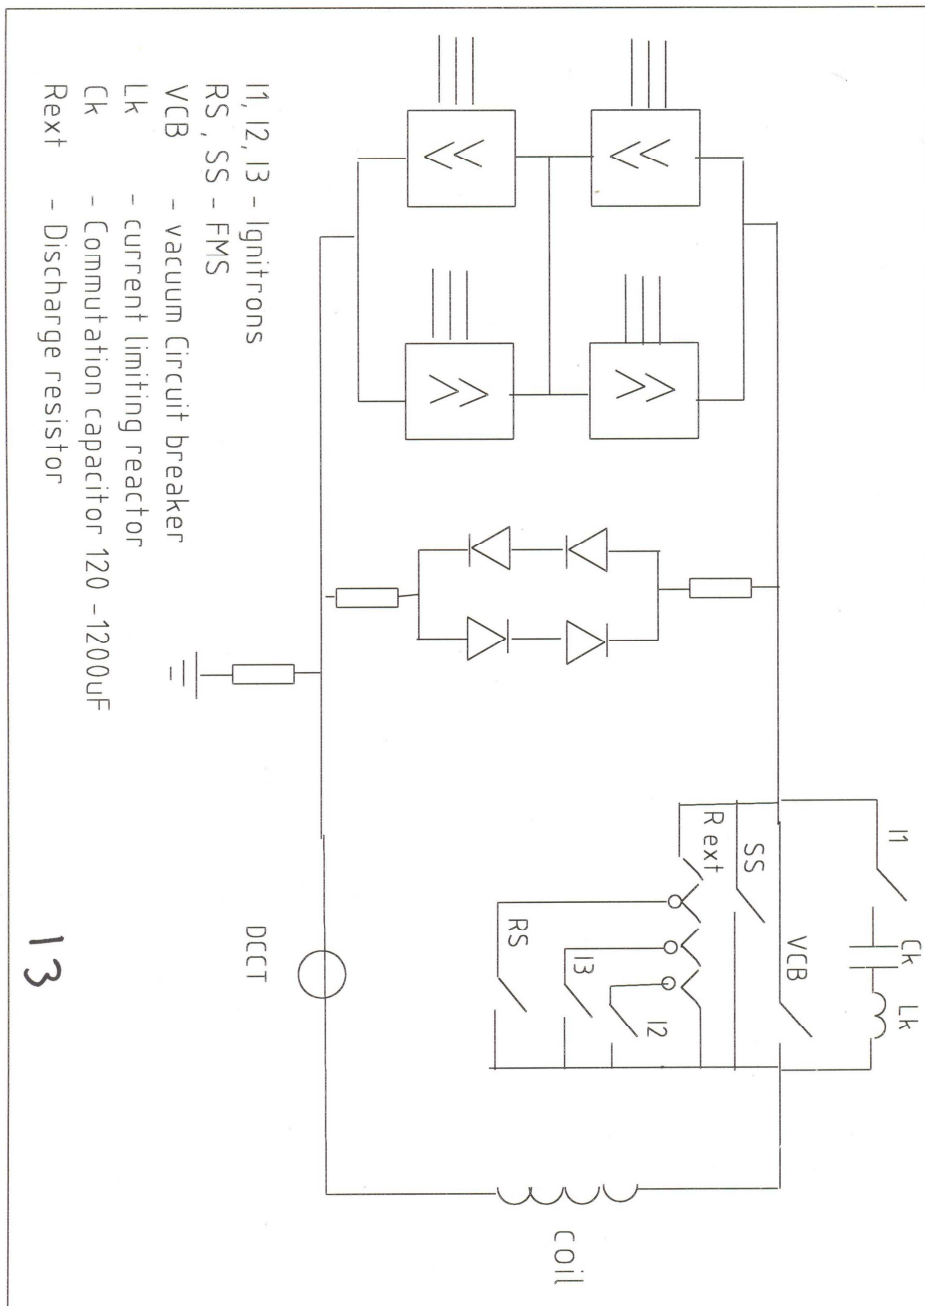 I1
Ck
Lk
VCB
SS
R ext
I2
I3
RS
coil
DCCT
I1, I2, I3 - Ignitrons
RS , SS - FMS
VCB - vacuum Circuit breaker
Lk - current limiting reactor
Ck - Commutation capacitor 120 -1200uF
Rext - Discharge resistor
13